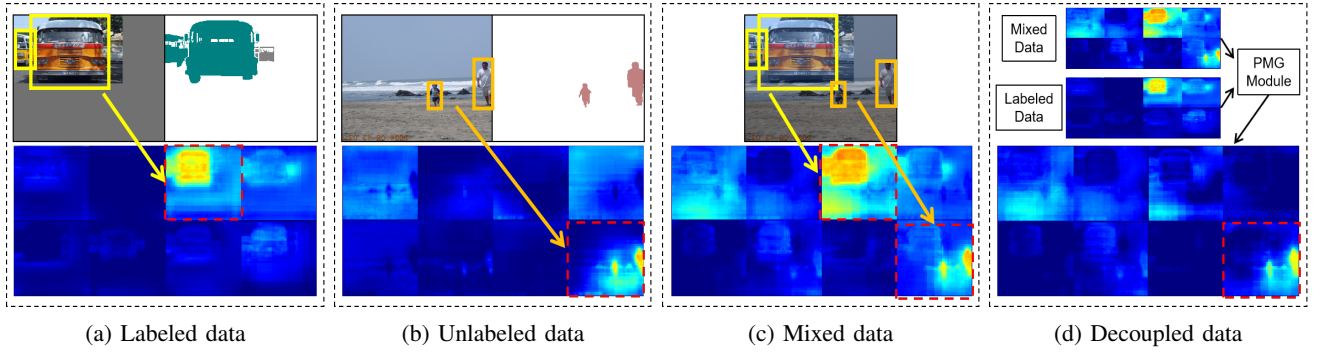 Mixed
Data
Labeled
Data
PMG
Module
(a) Labeled data
(b) Unlabeled data
(c) Mixed data
(d) Decoupled data